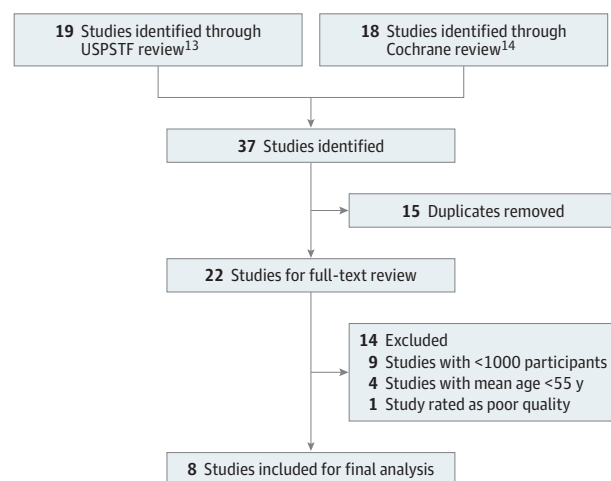 19 Studies identified through
USPSTF review13
18 Studies identified through
Cochrane review14
37 Studies identified
15 Duplicates removed
22 Studies for full-text review
14 Excluded
9 Studies with <1000 participants
4 Studies with mean age <55 y
1 Study rated as poor quality
8 Studies included for final analysis